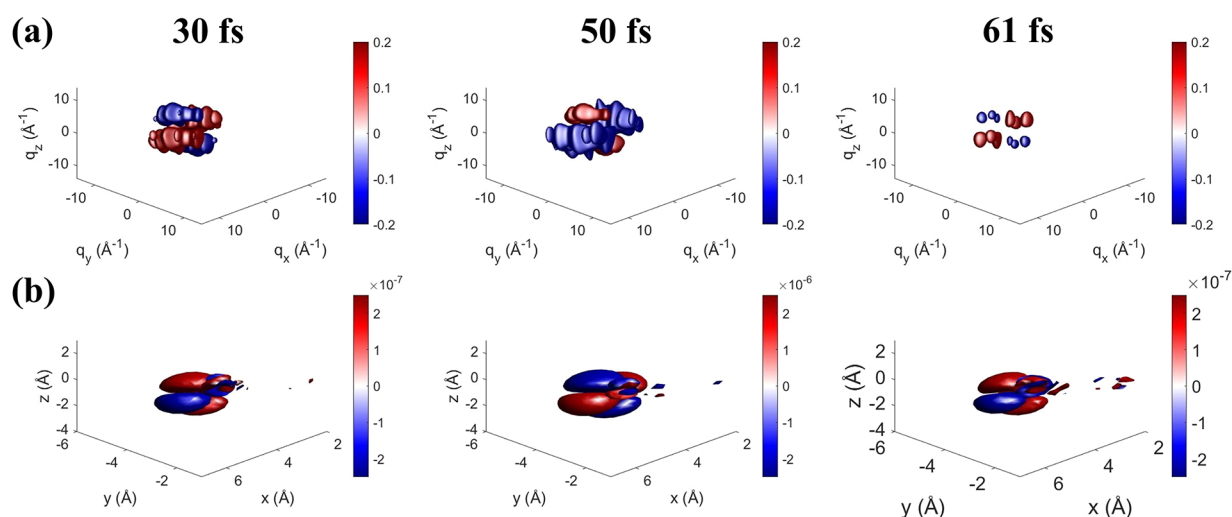 (a) 30 fs 50 fs 61 fs
0.2 0.2 0.2
10 10 10
0.1 0.1 0.1
q_z (Å^-1) 0 0 q_z (Å^-1) 0 0 q_z (Å^-1) 0 0
-10 -10 -10
-0.1 -0.1 -0.1
-10 -10 -10 -10 -10 -10
0 0 0 0 0 0
-0.2 -0.2 -0.2
10 10 10 10 10 10
q_y (Å^-1) q_x (Å^-1) q_y (Å^-1) q_x (Å^-1) q_y (Å^-1) q_x (Å^-1)
(b) ×10^-7 ×10^-6 ×10^-7
2 2 2 2 2 2
z (Å) 0 1 z (Å) 0 1 z (Å) 0 1
-2 0 -2 0 -2 0
-4 -1 -4 -1 -4 -1
-6 2 -2 -6 2 -2 -6 2 -2
-4 4 -4 4 -4 4
-2 6 -2 6 -2 6
y (Å) x (Å) y (Å) x (Å) y (Å) x (Å)